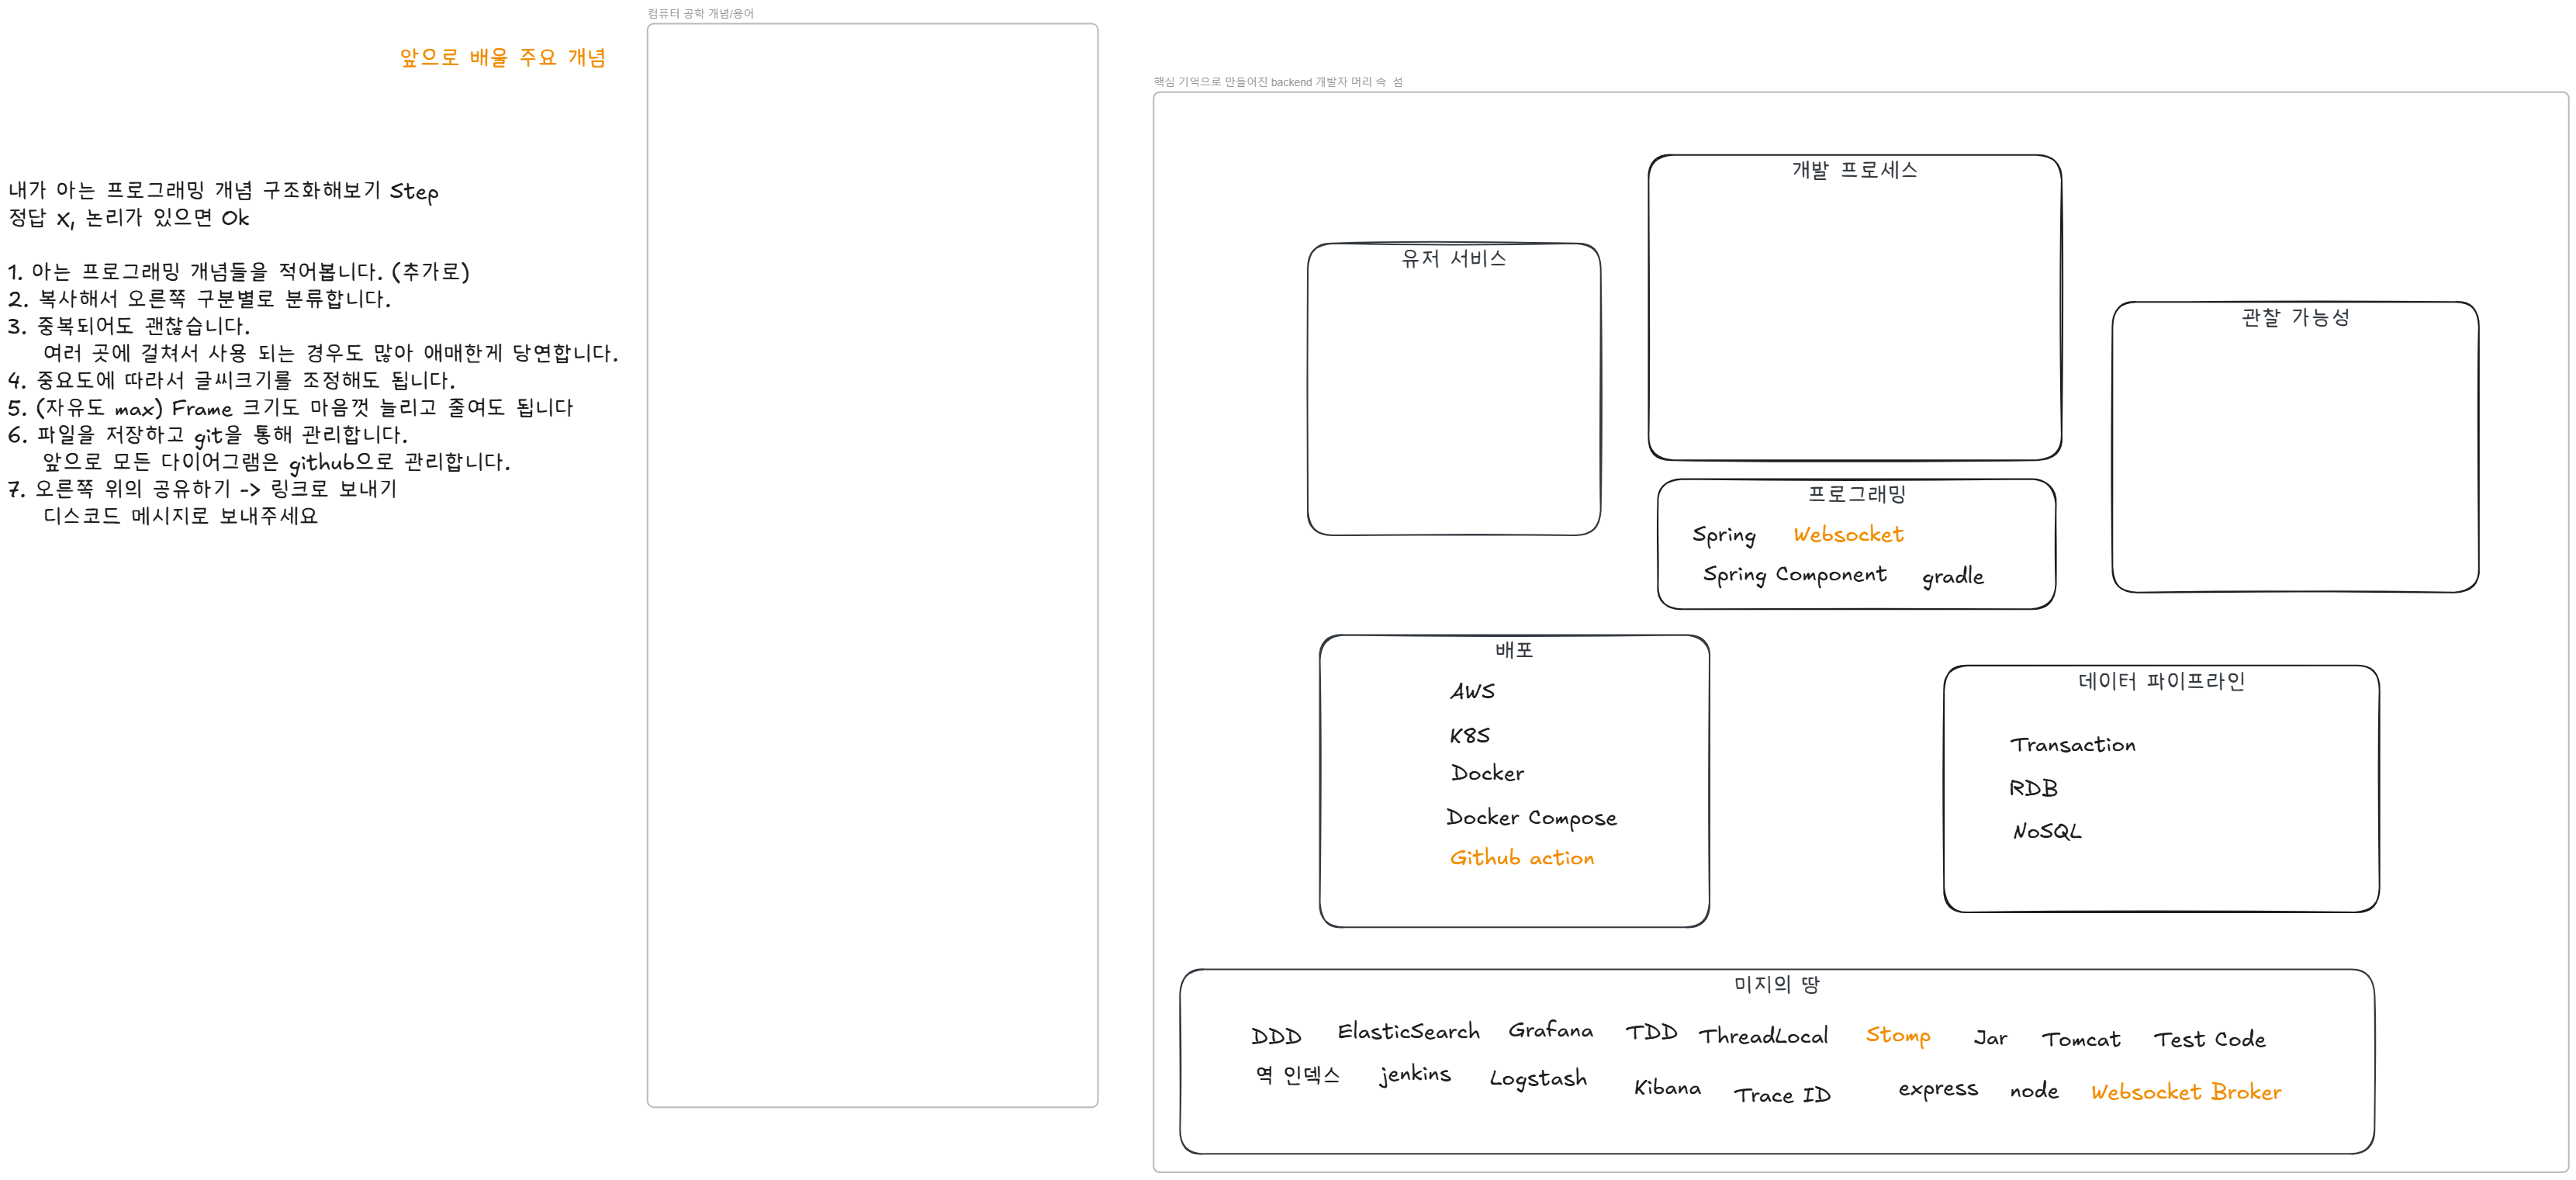 컴퓨터 공학 개념/용어
앞으로 배울 주요 개념
내가 아는 프로그래밍 개념 구조화해보기 Step
정답 X, 논리가 있으면 Ok
1. 아는 프로그래밍 개념들을 적어봅니다. (추가로)
2. 복사해서 오른쪽 구분별로 분류합니다.
3. 중복되어도 괜찮습니다.
여러 곳에 걸쳐서 사용 되는 경우도 많아 애매한게 당연합니다.
4. 중요도에 따라서 글씨크기를 조정해도 됩니다.
5. (자유도 max) Frame 크기도 마음껏 늘리고 줄여도 됩니다
6. 파일을 저장하고 git을 통해 관리합니다.
앞으로 모든 다이어그램은 github으로 관리합니다.
7. 오른쪽 위의 공유하기 -> 링크로 보내기
디스코드 메시지로 보내주세요
핵심 기억으로 만들어진 backend 개발자 머리 속 섬
개발 프로세스
유저 서비스
관찰 가능성
프로그래밍
Spring Websocket
Spring Component gradle
배포
AWS
K8S
Docker
Docker Compose
Github action
데이터 파이프라인
Transaction
RDB
NoSQL
미지의 땅
DDD ElasticSearch Grafana TDD ThreadLocal Stomp Jar Tomcat Test Code
역 인덱스 jenkins Logstash Kibana Trace ID express node Websocket Broker